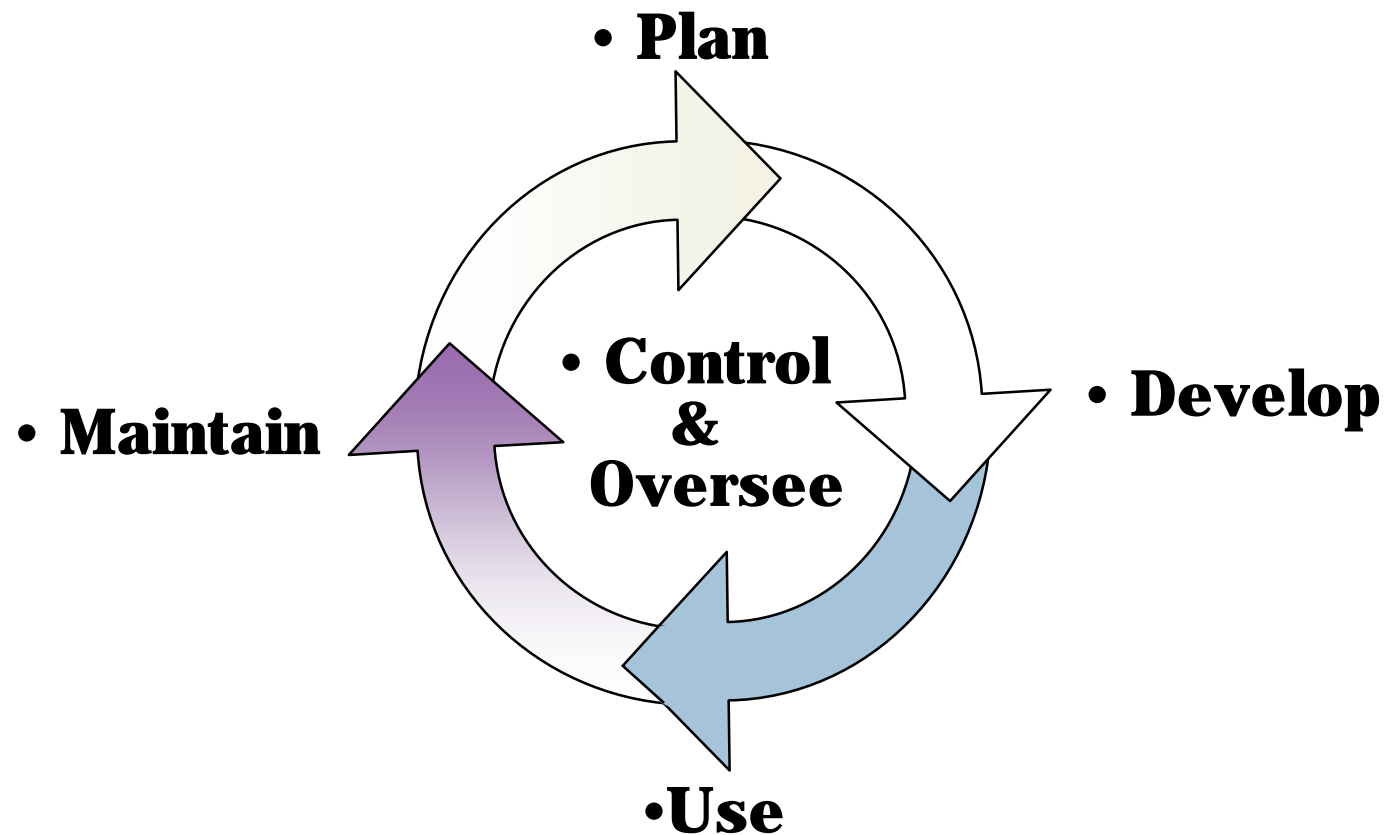 • Plan
• Control
&
Oversee
• Develop
• Maintain
•Use